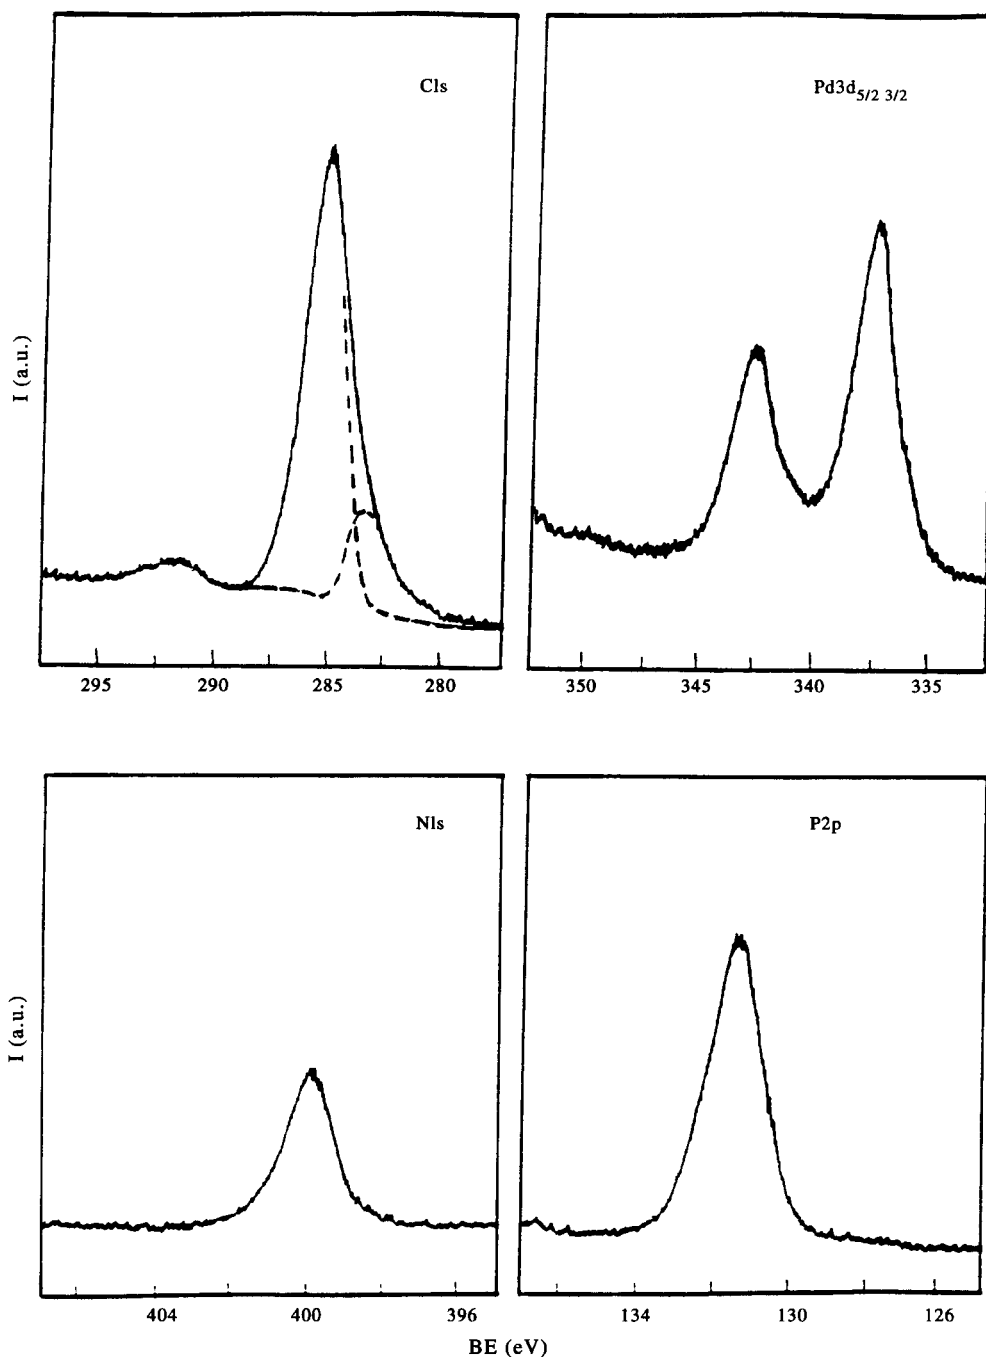 Cls
Pd3d5/2 3/2
I (a.u.)
295 290 285 280
350 345 340 335
Nls
P2p
I (a.u.)
404 400 396
134 130 126
BE (eV)